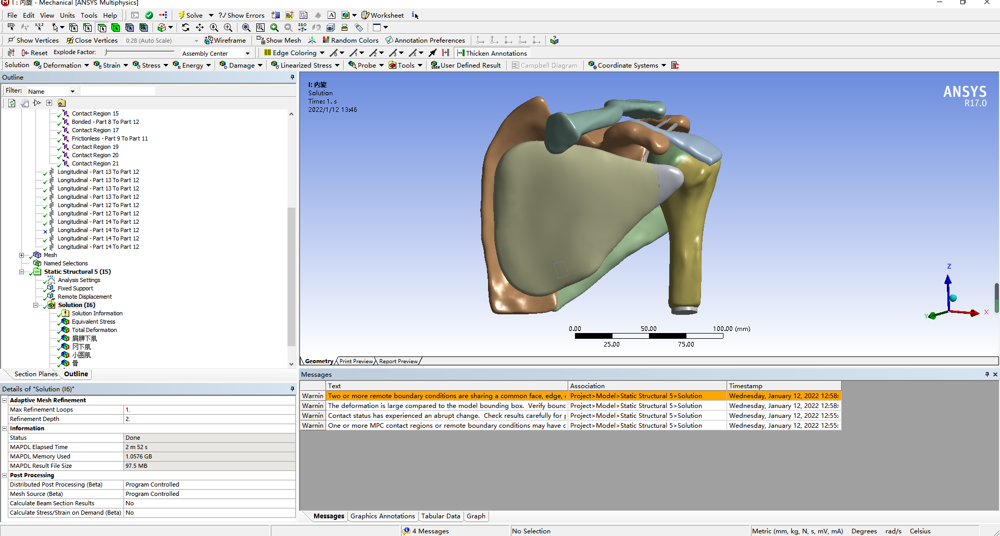 I : 内旋 - Mechanical [ANSYS Multiphysics]
File Edit View Units Tools Help Solve ?/ Show Errors Worksheet
Show Vertices Close Vertices 0.28 (Auto Scale) Wireframe Show Mesh Random Colors Annotation Preferences
Reset Explode Factor: Assembly Center Edge Coloring Thicken Annotations
Solution Deformation Strain Stress Energy Damage Linearized Stress Probe Tools User Defined Result Campbell Diagram Coordinate Systems
Outline
Filter: Name
Contact Region 15
Bonded - Part 8 To Part 12
Contact Region 17
Frictionless - Part 9 To Part 11
Contact Region 19
Contact Region 20
Contact Region 21
Longitudinal - Part 13 To Part 12
Longitudinal - Part 13 To Part 12
Longitudinal - Part 13 To Part 12
Longitudinal - Part 13 To Part 12
Longitudinal - Part 12 To Part 12
Longitudinal - Part 12 To Part 12
Longitudinal - Part 14 To Part 12
Longitudinal - Part 14 To Part 12
Longitudinal - Part 14 To Part 12
Longitudinal - Part 14 To Part 12
Mesh
Named Selections
Static Structural 5 (I5)
Analysis Settings
Fixed Support
Remote Displacement
Solution (I6)
Solution Information
Equivalent Stress
Total Deformation
肩胛下肌
冈下肌
小圆肌
骨
Section Planes Outline
Details of "Solution (I6)"
Adaptive Mesh Refinement
Max Refinement Loops 1.
Refinement Depth 2.
Information
Status Done
MAPDL Elapsed Time 2 m 52 s
MAPDL Memory Used 1.0576 GB
MAPDL Result File Size 97.5 MB
Post Processing
Distributed Post Processing (Beta) Program Controlled
Mesh Source (Beta) Program Controlled
Calculate Beam Section Results No
Calculate Stress/Strain on Demand (Beta) No
I: 内旋
Solution
Time: 1. s
2022/1/12 13:46
ANSYS
R17.0
Z
Y
X
0.00 50.00 100.00 (mm)
25.00 75.00
Geometry Print Preview Report Preview
Messages
Text Association Timestamp
Warnin Two or more remote boundary conditions are sharing a common face, edge, Project>Model>Static Structural 5>Solution Wednesday, January 12, 2022 12:58:
Warnin The deformation is large compared to the model bounding box. Verify bounc Project>Model>Static Structural 5>Solution Wednesday, January 12, 2022 12:58:
Warnin Contact status has experienced an abrupt change. Check results carefully for Project>Model>Static Structural 5>Solution Wednesday, January 12, 2022 12:55:
Warnin One or more MPC contact regions or remote boundary conditions may have c Project>Model>Static Structural 5>Solution Wednesday, January 12, 2022 12:55:
Messages Graphics Annotations Tabular Data Graph
4 Messages No Selection Metric (mm, kg, N, s, mV, mA) Degrees rad/s Celsius